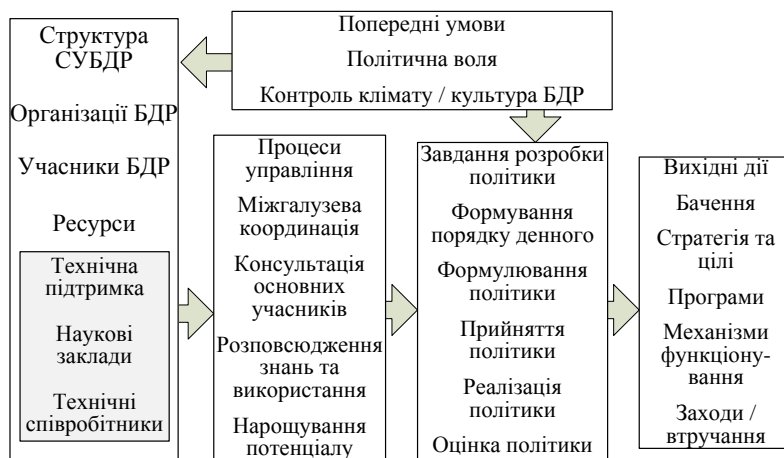 Структура
СУБДР
Організації БДР
Учасники БДР
Ресурси
Технічна
підтримка
Наукові
заклади
Технічні
співробітники
Попередні умови
Політична воля
Контроль клімату / культура БДР
Процеси
управління
Міжгалузева
координація
Консультація
основних
учасників
Розповсюдження
знань та
використання
Нарощування
потенціалу
Завдання розробки
політики
Формування
порядку денного
Формулювання
політики
Прийняття
політики
Реалізація
політики
Оцінка політики
Вихідні дії
Бачення
Стратегія та
цілі
Програми
Механізми
функціону-
вання
Заходи /
втручання